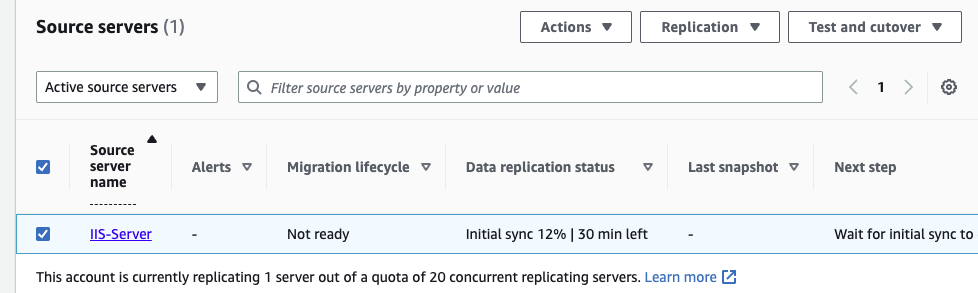 Source servers (1)
Actions
Replication
Test and cutover
Active source servers
Filter source servers by property or value
1
Source
server
name
Alerts
Migration lifecycle
Data replication status
Last snapshot
Next step
IIS-Server
-
Not ready
Initial sync 12% | 30 min left
-
Wait for initial sync to
This account is currently replicating 1 server out of a quota of 20 concurrent replicating servers. Learn more